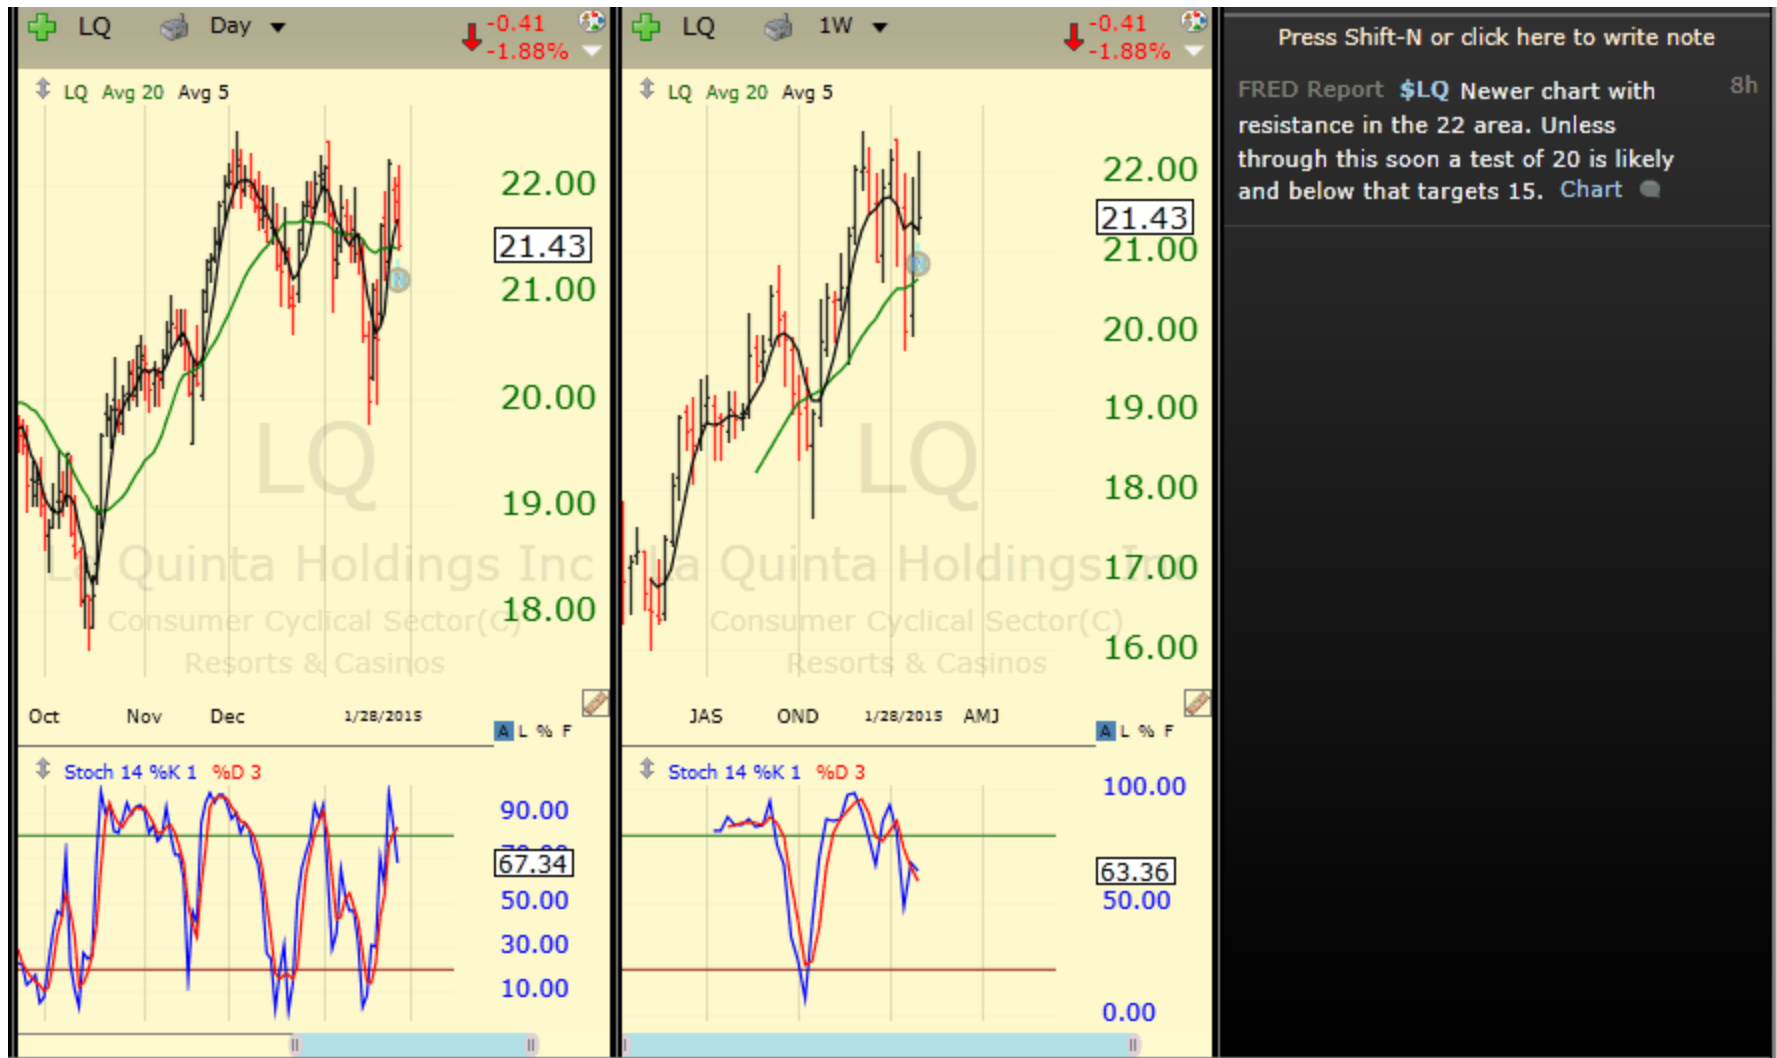 LQ Day -0.41
-1.88%
LQ Avg 20 Avg 5
22.00
21.43
21.00
N
20.00
LQ
19.00
La Quinta Holdings Inc
18.00
Consumer Cyclical Sector(C)
Resorts & Casinos
Oct Nov Dec 1/28/2015
A L % F
Stoch 14 %K 1 %D 3
90.00
67.34
50.00
30.00
10.00
LQ 1W -0.41
-1.88%
LQ Avg 20 Avg 5
22.00
21.43
21.00
N
20.00
19.00
LQ
18.00
La Quinta Holdings Inc
17.00
Consumer Cyclical Sector(C)
16.00
Resorts & Casinos
JAS OND 1/28/2015 AMJ
A L % F
Stoch 14 %K 1 %D 3
100.00
63.36
50.00
0.00
Press Shift-N or click here to write note
FRED Report $LQ Newer chart with 8h
resistance in the 22 area. Unless
through this soon a test of 20 is likely
and below that targets 15. Chart